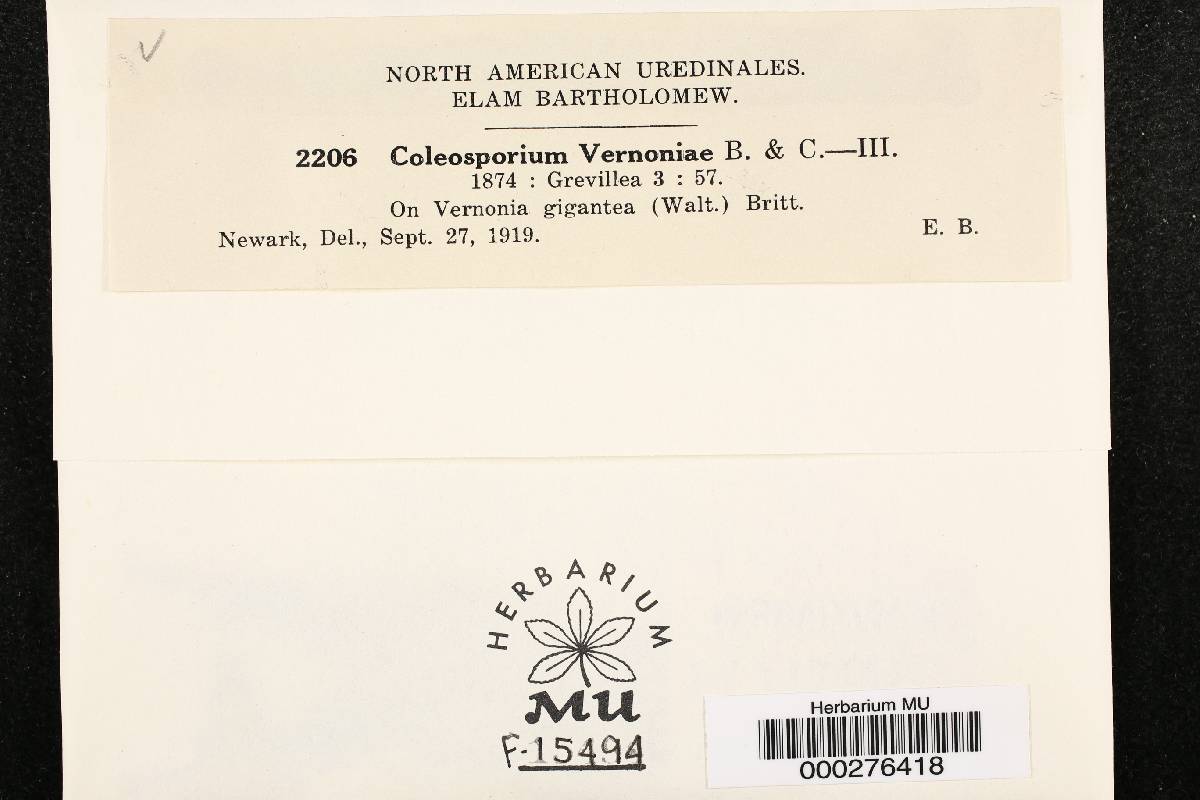 NORTH AMERICAN UREDINALES.
ELAM BARTHOLOMEW.
2206 Coleosporium Vernoniae B. & C.—III.
1874 : Grevillea 3 : 57.
On Vernonia gigantea (Walt.) Britt.
Newark, Del., Sept. 27, 1919. E. B.
HERBARIUM
MU
F-15494
Herbarium MU
000276418